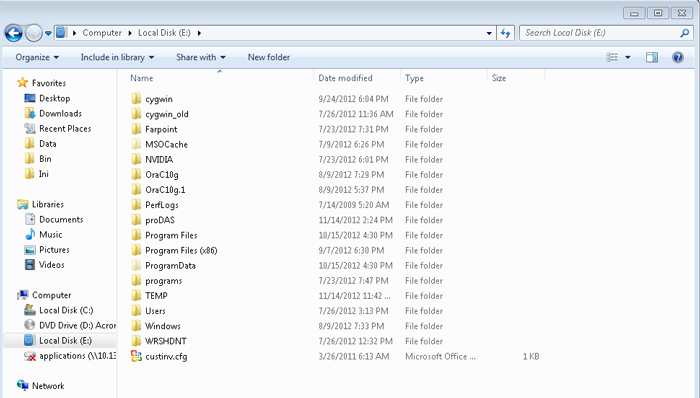 Computer Local Disk (E:) Search Local Disk (E:)
Organize Include in library Share with New folder
Name Date modified Type Size
Favorites
Desktop
Downloads
Recent Places
Data
Bin
Ini
Libraries
Documents
Music
Pictures
Videos
Computer
Local Disk (C:)
DVD Drive (D:) Acro
Local Disk (E:)
applications (\\10.13
Network
cygwin 9/24/2012 6:04 PM File folder
cygwin_old 7/26/2012 11:36 AM File folder
Farpoint 7/23/2012 7:31 PM File folder
MSOCache 7/9/2012 6:26 PM File folder
NVIDIA 7/23/2012 6:01 PM File folder
OraC10g 8/9/2012 7:29 PM File folder
OraC10g.1 8/9/2012 5:37 PM File folder
PerfLogs 7/14/2009 5:20 AM File folder
proDAS 11/14/2012 2:24 PM File folder
Program Files 10/15/2012 4:30 PM File folder
Program Files (x86) 9/7/2012 6:30 PM File folder
ProgramData 10/15/2012 4:30 PM File folder
programs 7/23/2012 7:47 PM File folder
TEMP 11/14/2012 11:42 ... File folder
Users 7/26/2012 3:13 PM File folder
Windows 8/9/2012 7:33 PM File folder
WRSHDNT 7/26/2012 12:32 PM File folder
custinv.cfg 3/26/2011 6:13 AM Microsoft Office ... 1 KB